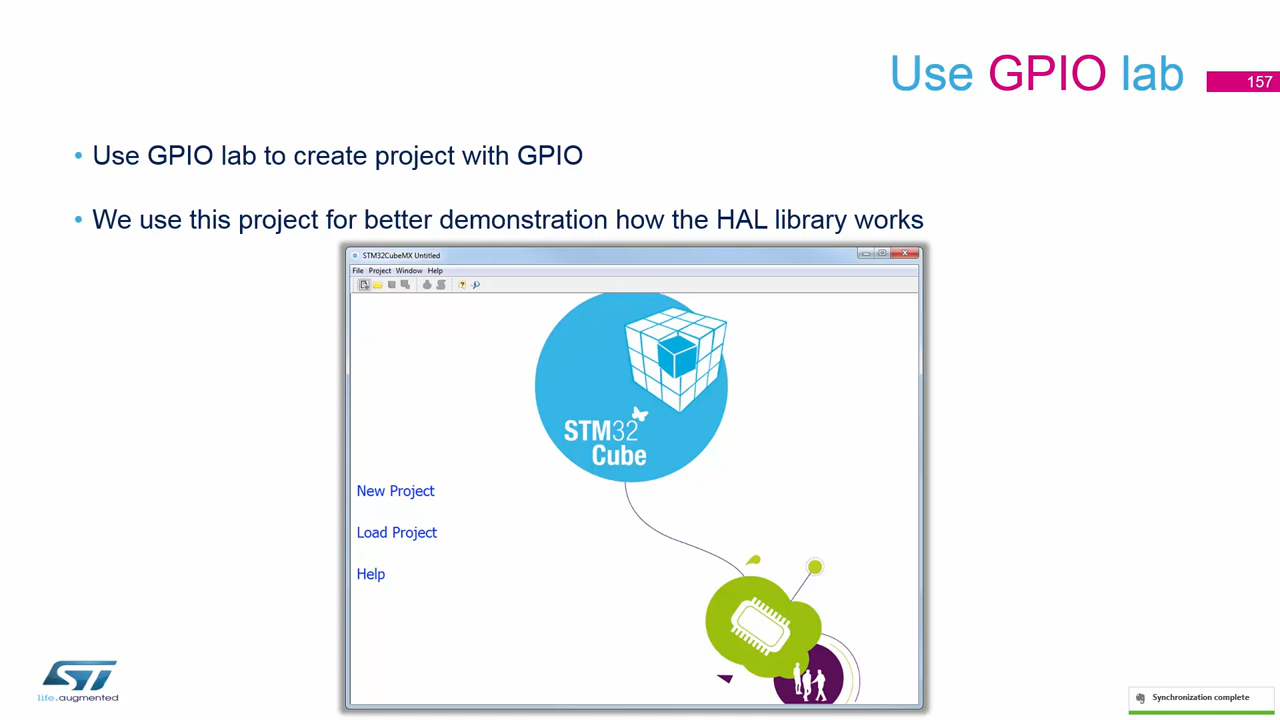 Use GPIO lab
157
• Use GPIO lab to create project with GPIO
• We use this project for better demonstration how the HAL library works
STM32CubeMX Untitled
File Project Window Help
STM32
Cube
New Project
Load Project
Help
ST
life.augmented
Synchronization complete